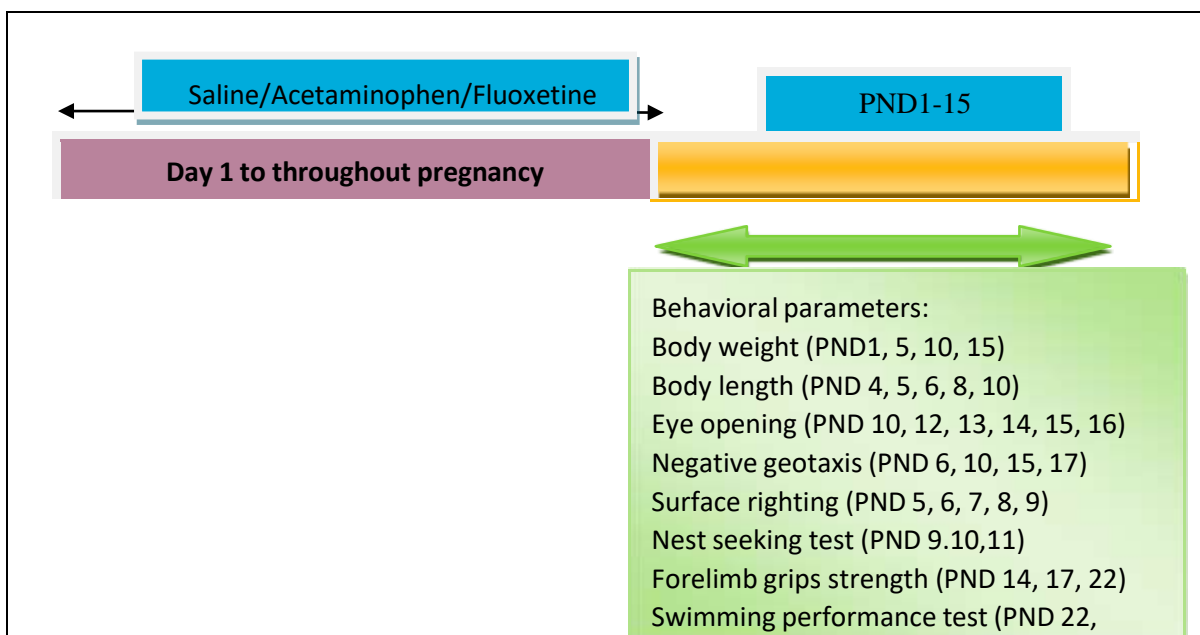 Saline/Acetaminophen/Fluoxetine
PND1-15
Day 1 to throughout pregnancy
Behavioral parameters:
Body weight (PND1, 5, 10, 15)
Body length (PND 4, 5, 6, 8, 10)
Eye opening (PND 10, 12, 13, 14, 15, 16)
Negative geotaxis (PND 6, 10, 15, 17)
Surface righting (PND 5, 6, 7, 8, 9)
Nest seeking test (PND 9.10,11)
Forelimb grips strength (PND 14, 17, 22)
Swimming performance test (PND 22,